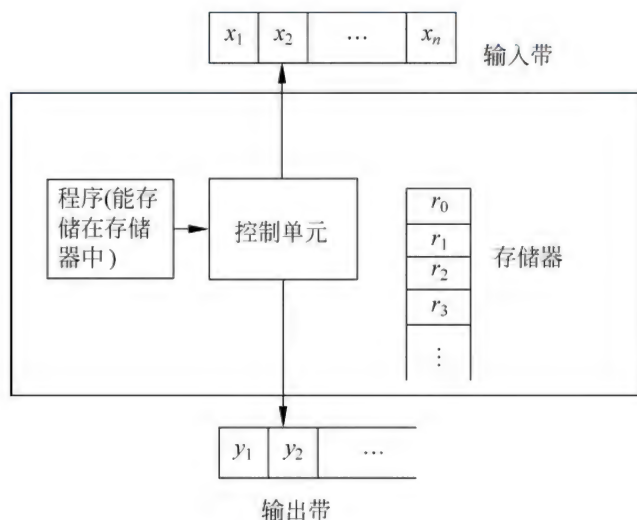 x₁ x₂ … xₙ
输入带
程序(能存
储在存储
器中)
控制单元
r₀
r₁
r₂
r₃
⋮
存储器
y₁ y₂ …
输出带